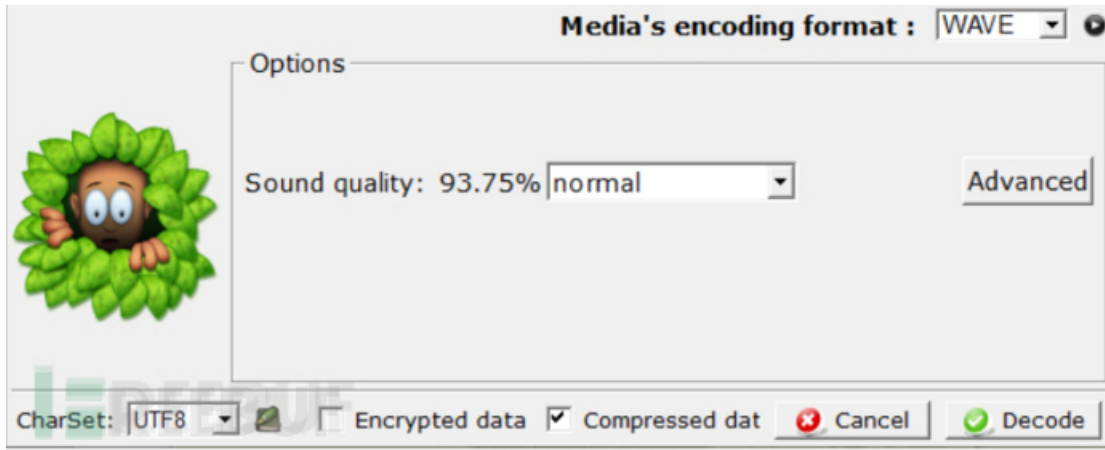 Media's encoding format : WAVE
Options
Sound quality: 93.75% normal Advanced
CharSet: UTF8 Encrypted data Compressed dat Cancel Decode